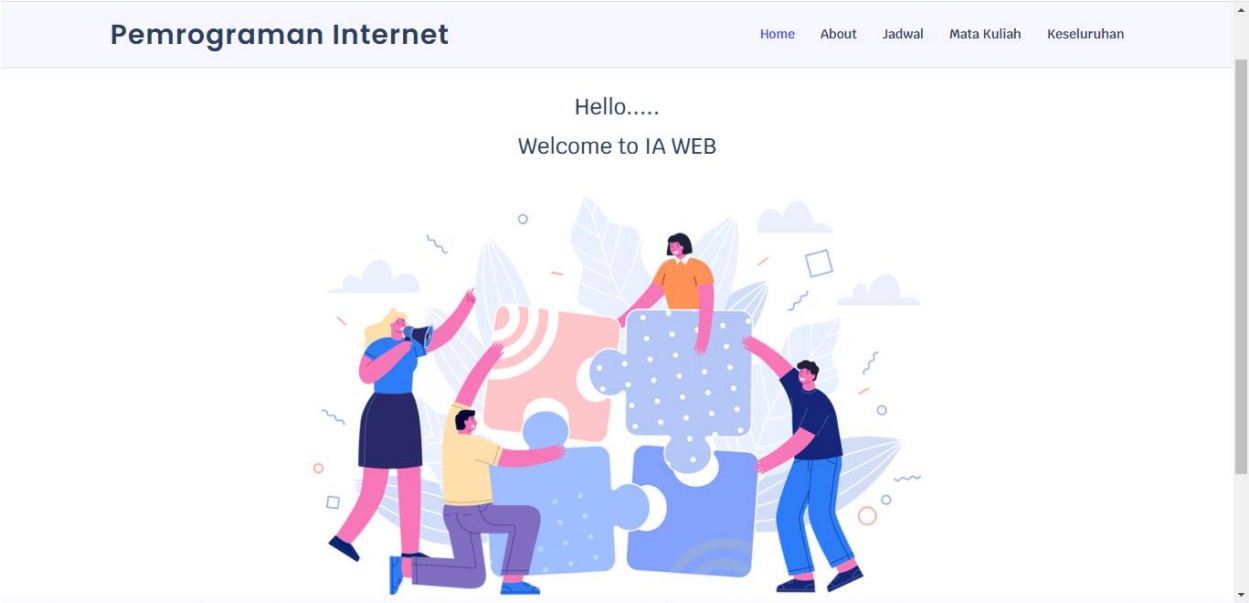 Pemrograman Internet
Home About Jadwal Mata Kuliah Keseluruhan
Hello.....
Welcome to IA WEB